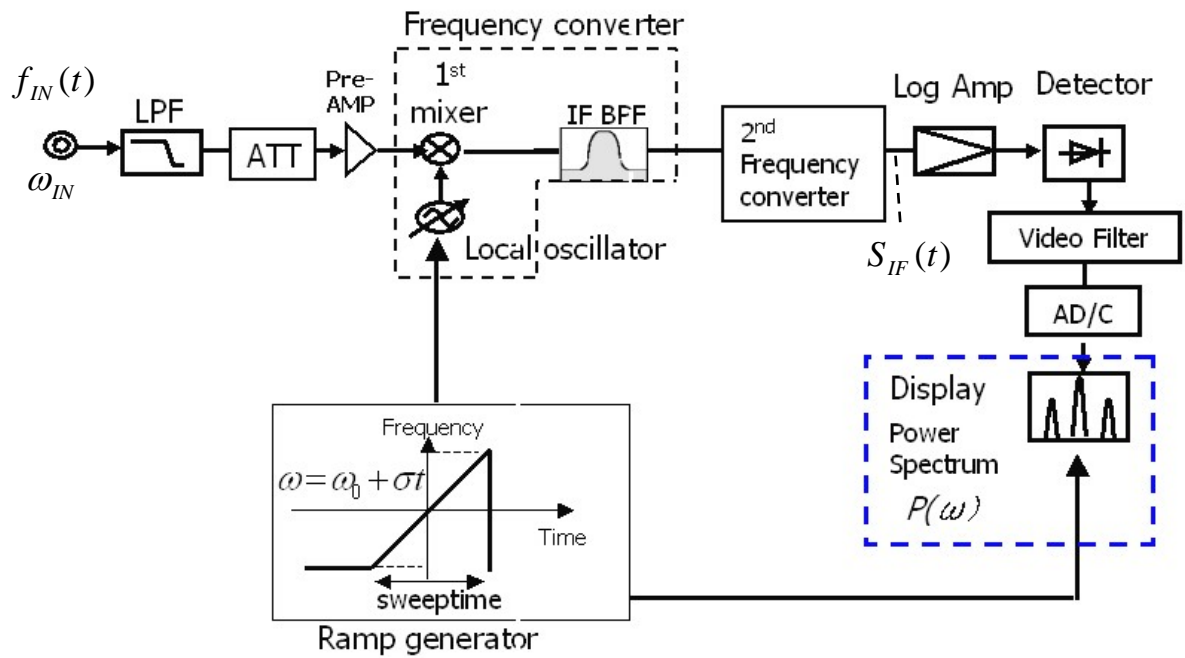 Frequency converter
f_IN(t)
ω_IN
LPF
ATT
Pre-
AMP
1st
mixer
IF BPF
Local oscillator
2nd
Frequency
converter
S_IF(t)
Log Amp
Detector
Video Filter
AD/C
Display
Power
Spectrum
P(ω)
Frequency
ω=ω₀+σt
Time
sweeptime
Ramp generator